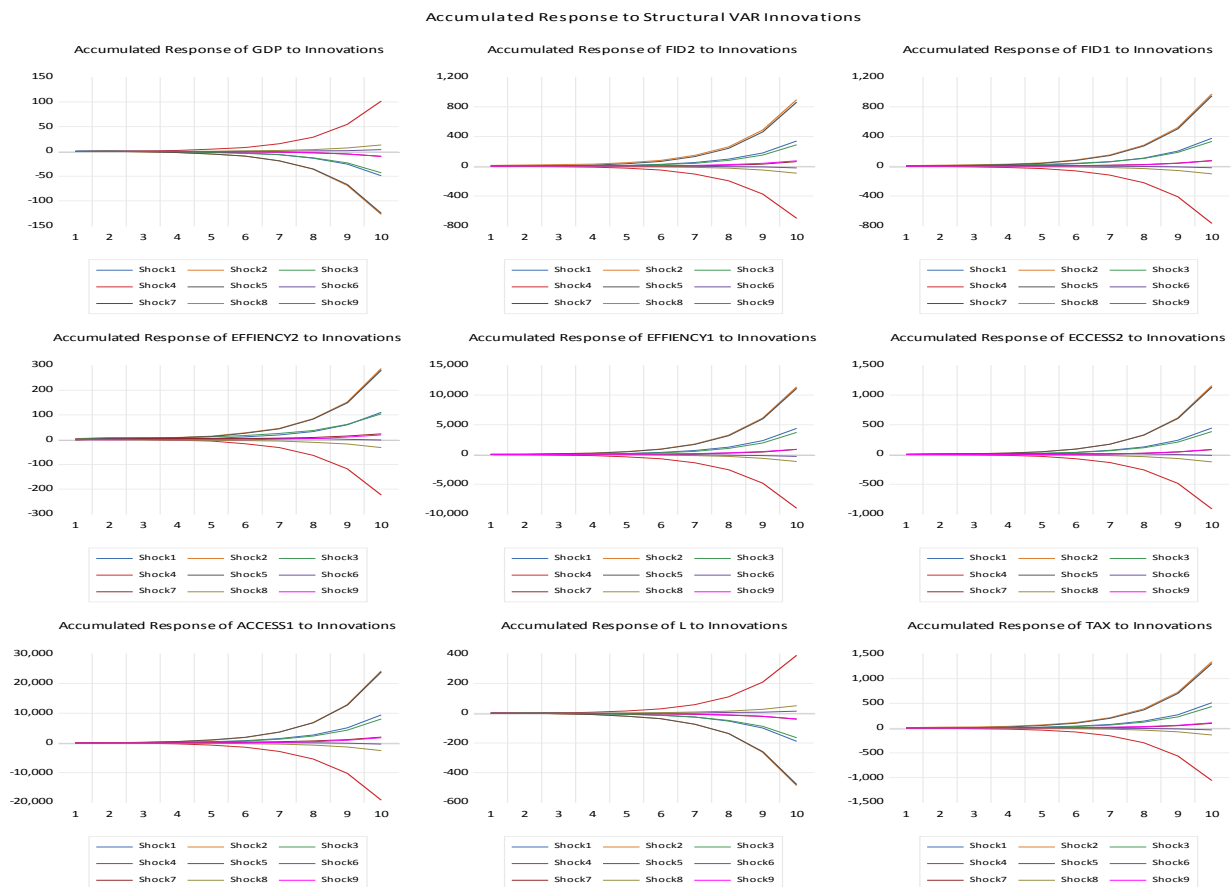 Accumulated Response to Structural VAR Innovations
Accumulated Response of GDP to Innovations
150
100
50
0
-50
-100
-150
1 2 3 4 5 6 7 8 9 10
Shock1 Shock2 Shock3
Shock4 Shock5 Shock6
Shock7 Shock8 Shock9
Accumulated Response of FID2 to Innovations
1,200
800
400
0
-400
-800
1 2 3 4 5 6 7 8 9 10
Shock1 Shock2 Shock3
Shock4 Shock5 Shock6
Shock7 Shock8 Shock9
Accumulated Response of FID1 to Innovations
1,200
800
400
0
-400
-800
1 2 3 4 5 6 7 8 9 10
Shock1 Shock2 Shock3
Shock4 Shock5 Shock6
Shock7 Shock8 Shock9
Accumulated Response of EFFIENCY2 to Innovations
300
200
100
0
-100
-200
-300
1 2 3 4 5 6 7 8 9 10
Shock1 Shock2 Shock3
Shock4 Shock5 Shock6
Shock7 Shock8 Shock9
Accumulated Response of EFFIENCY1 to Innovations
15,000
10,000
5,000
0
-5,000
-10,000
1 2 3 4 5 6 7 8 9 10
Shock1 Shock2 Shock3
Shock4 Shock5 Shock6
Shock7 Shock8 Shock9
Accumulated Response of ECCESS2 to Innovations
1,500
1,000
500
0
-500
-1,000
1 2 3 4 5 6 7 8 9 10
Shock1 Shock2 Shock3
Shock4 Shock5 Shock6
Shock7 Shock8 Shock9
Accumulated Response of ACCESS1 to Innovations
30,000
20,000
10,000
0
-10,000
-20,000
1 2 3 4 5 6 7 8 9 10
Shock1 Shock2 Shock3
Shock4 Shock5 Shock6
Shock7 Shock8 Shock9
Accumulated Response of L to Innovations
400
200
0
-200
-400
-600
1 2 3 4 5 6 7 8 9 10
Shock1 Shock2 Shock3
Shock4 Shock5 Shock6
Shock7 Shock8 Shock9
Accumulated Response of TAX to Innovations
1,500
1,000
500
0
-500
-1,000
-1,500
1 2 3 4 5 6 7 8 9 10
Shock1 Shock2 Shock3
Shock4 Shock5 Shock6
Shock7 Shock8 Shock9